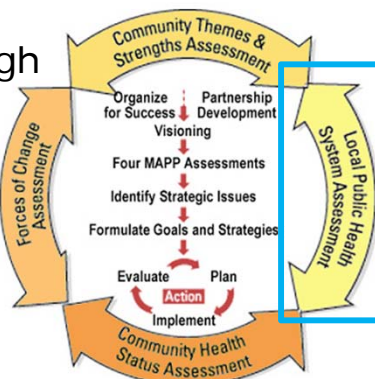 gh
Community Themes &
Strengths Assessment
Organize
for Success
Partnership
Development
Visioning
Four MAPP Assessments
Identify Strategic Issues
Formulate Goals and Strategies
Evaluate
Plan
Action
Implement
Forces of Change
Assessment
Local Public Health
System Assessment
Community Health
Status Assessment